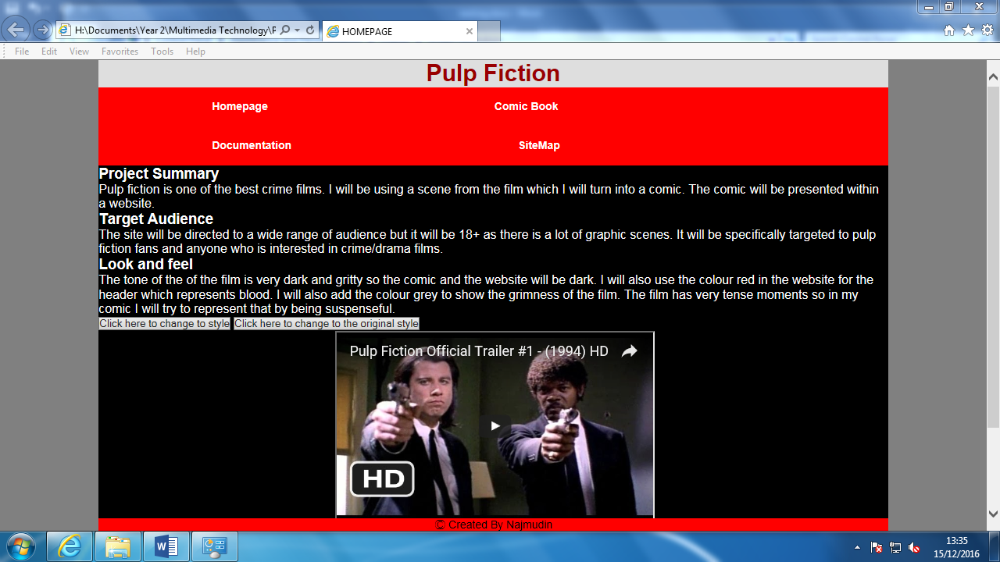 H:\Documents\Year 2\Multimedia Technology\P
HOMEPAGE
File Edit View Favorites Tools Help
Pulp Fiction
Homepage Comic Book
Documentation SiteMap
Project Summary
Pulp fiction is one of the best crime films. I will be using a scene from the film which I will turn into a comic. The comic will be presented within
a website.
Target Audience
The site will be directed to a wide range of audience but it will be 18+ as there is a lot of graphic scenes. It will be specifically targeted to pulp
fiction fans and anyone who is interested in crime/drama films.
Look and feel
The tone of the of the film is very dark and gritty so the comic and the website will be dark. I will also use the colour red in the website for the
header which represents blood. I will also add the colour grey to show the grimness of the film. The film has very tense moments so in my
comic I will try to represent that by being suspenseful.
Click here to change to style Click here to change to the original style
Pulp Fiction Official Trailer #1 - (1994) HD
HD
© Created By Najmudin
13:35
15/12/2016